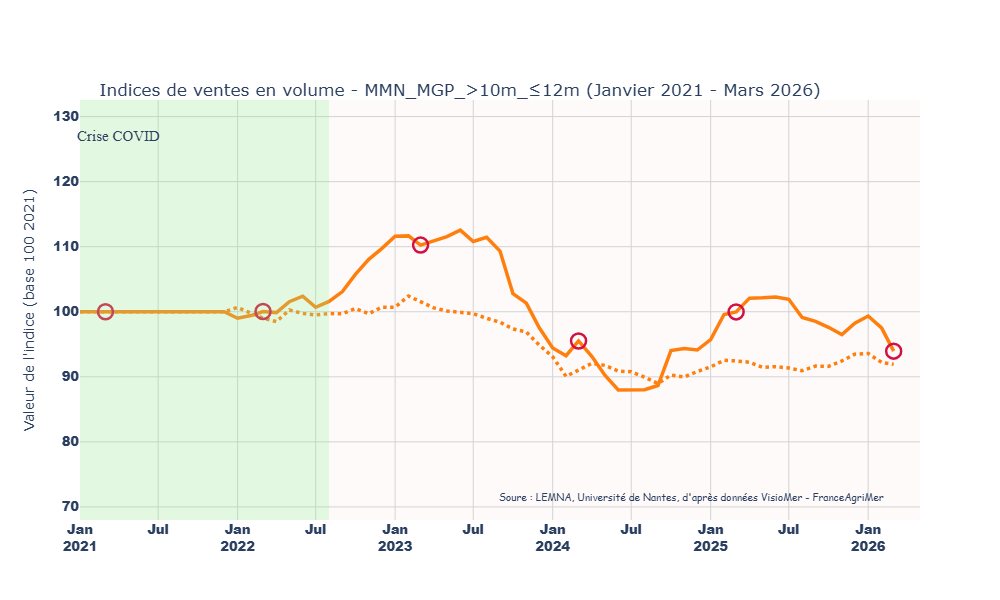 Indices de ventes en volume - MMN_MGP_>10m_≤12m (Janvier 2021 - Mars 2026)
Valeur de l'indice (base 100 2021)
130
120
110
100
90
80
70
Crise COVID
Soure : LEMNA, Université de Nantes, d'après données VisioMer - FranceAgriMer
Jan Jul Jan Jul Jan Jul Jan Jul Jan Jul Jan
2021 2022 2023 2024 2025 2026